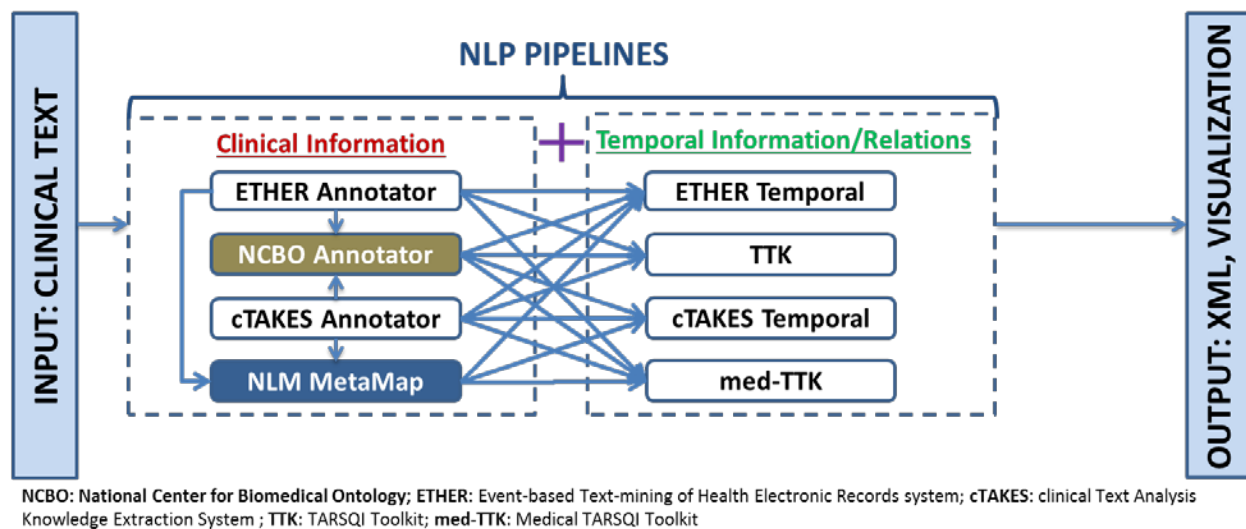 NLP PIPELINES
INPUT: CLINICAL TEXT
Clinical Information
ETHER Annotator
NCBO Annotator
cTAKES Annotator
NLM MetaMap
+
Temporal Information/Relations
ETHER Temporal
TTK
cTAKES Temporal
med-TTK
OUTPUT: XML, VISUALIZATION
NCBO: National Center for Biomedical Ontology; ETHER: Event-based Text-mining of Health Electronic Records system; cTAKES: clinical Text Analysis
Knowledge Extraction System ; TTK: TARSQI Toolkit; med-TTK: Medical TARSQI Toolkit